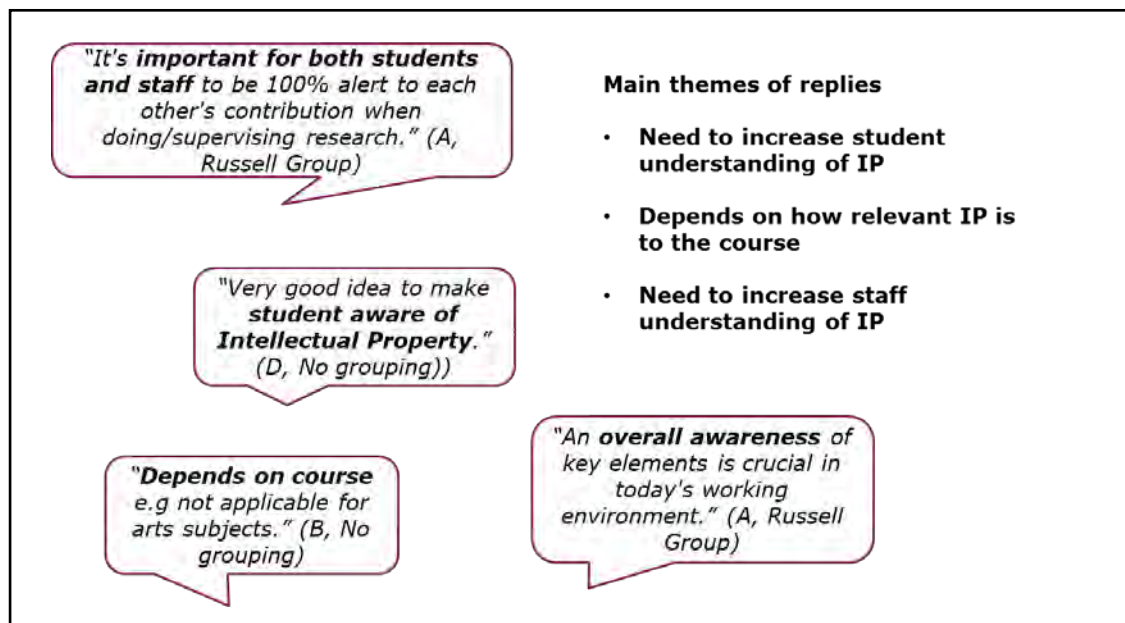 “It's important for both students
and staff to be 100% alert to each
other's contribution when
doing/supervising research.” (A,
Russell Group)
Main themes of replies
• Need to increase student
understanding of IP
• Depends on how relevant IP is
to the course
• Need to increase staff
understanding of IP
“Very good idea to make
student aware of
Intellectual Property.”
(D, No grouping))
“Depends on course
e.g not applicable for
arts subjects.” (B, No
grouping)
“An overall awareness of
key elements is crucial in
today's working
environment.” (A, Russell
Group)